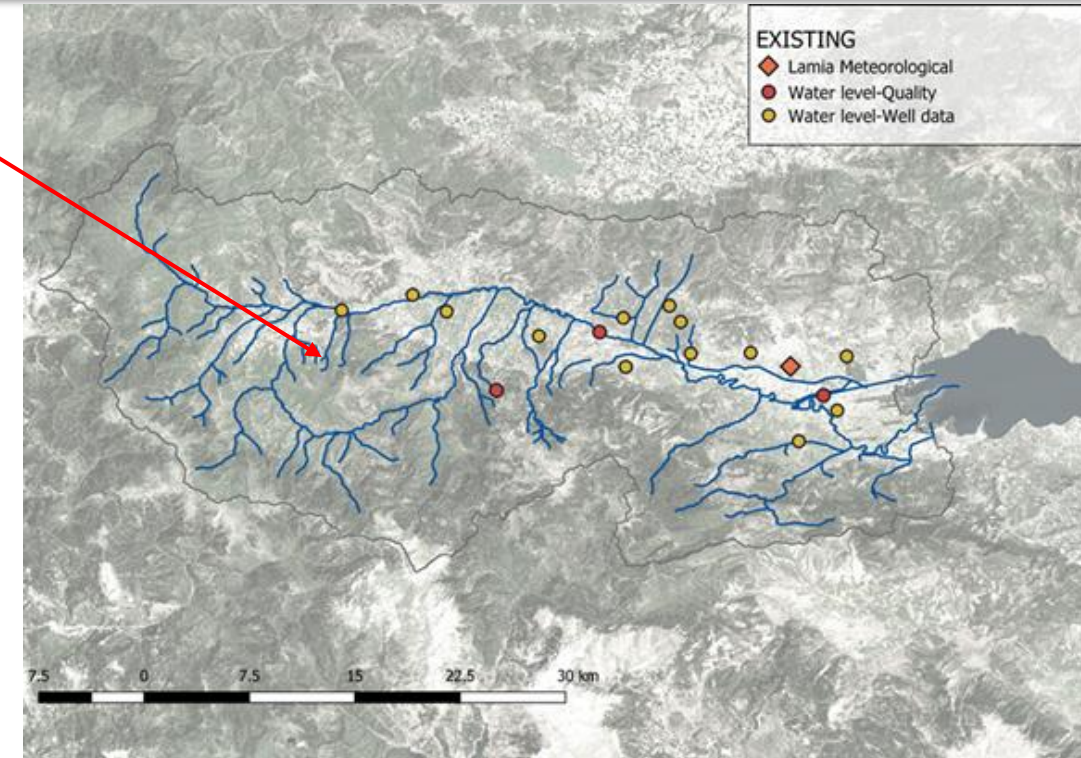 EXISTING
Lamia Meteorological
Water level-Quality
Water level-Well data
7.5 0 7.5 15 22.5 30 km